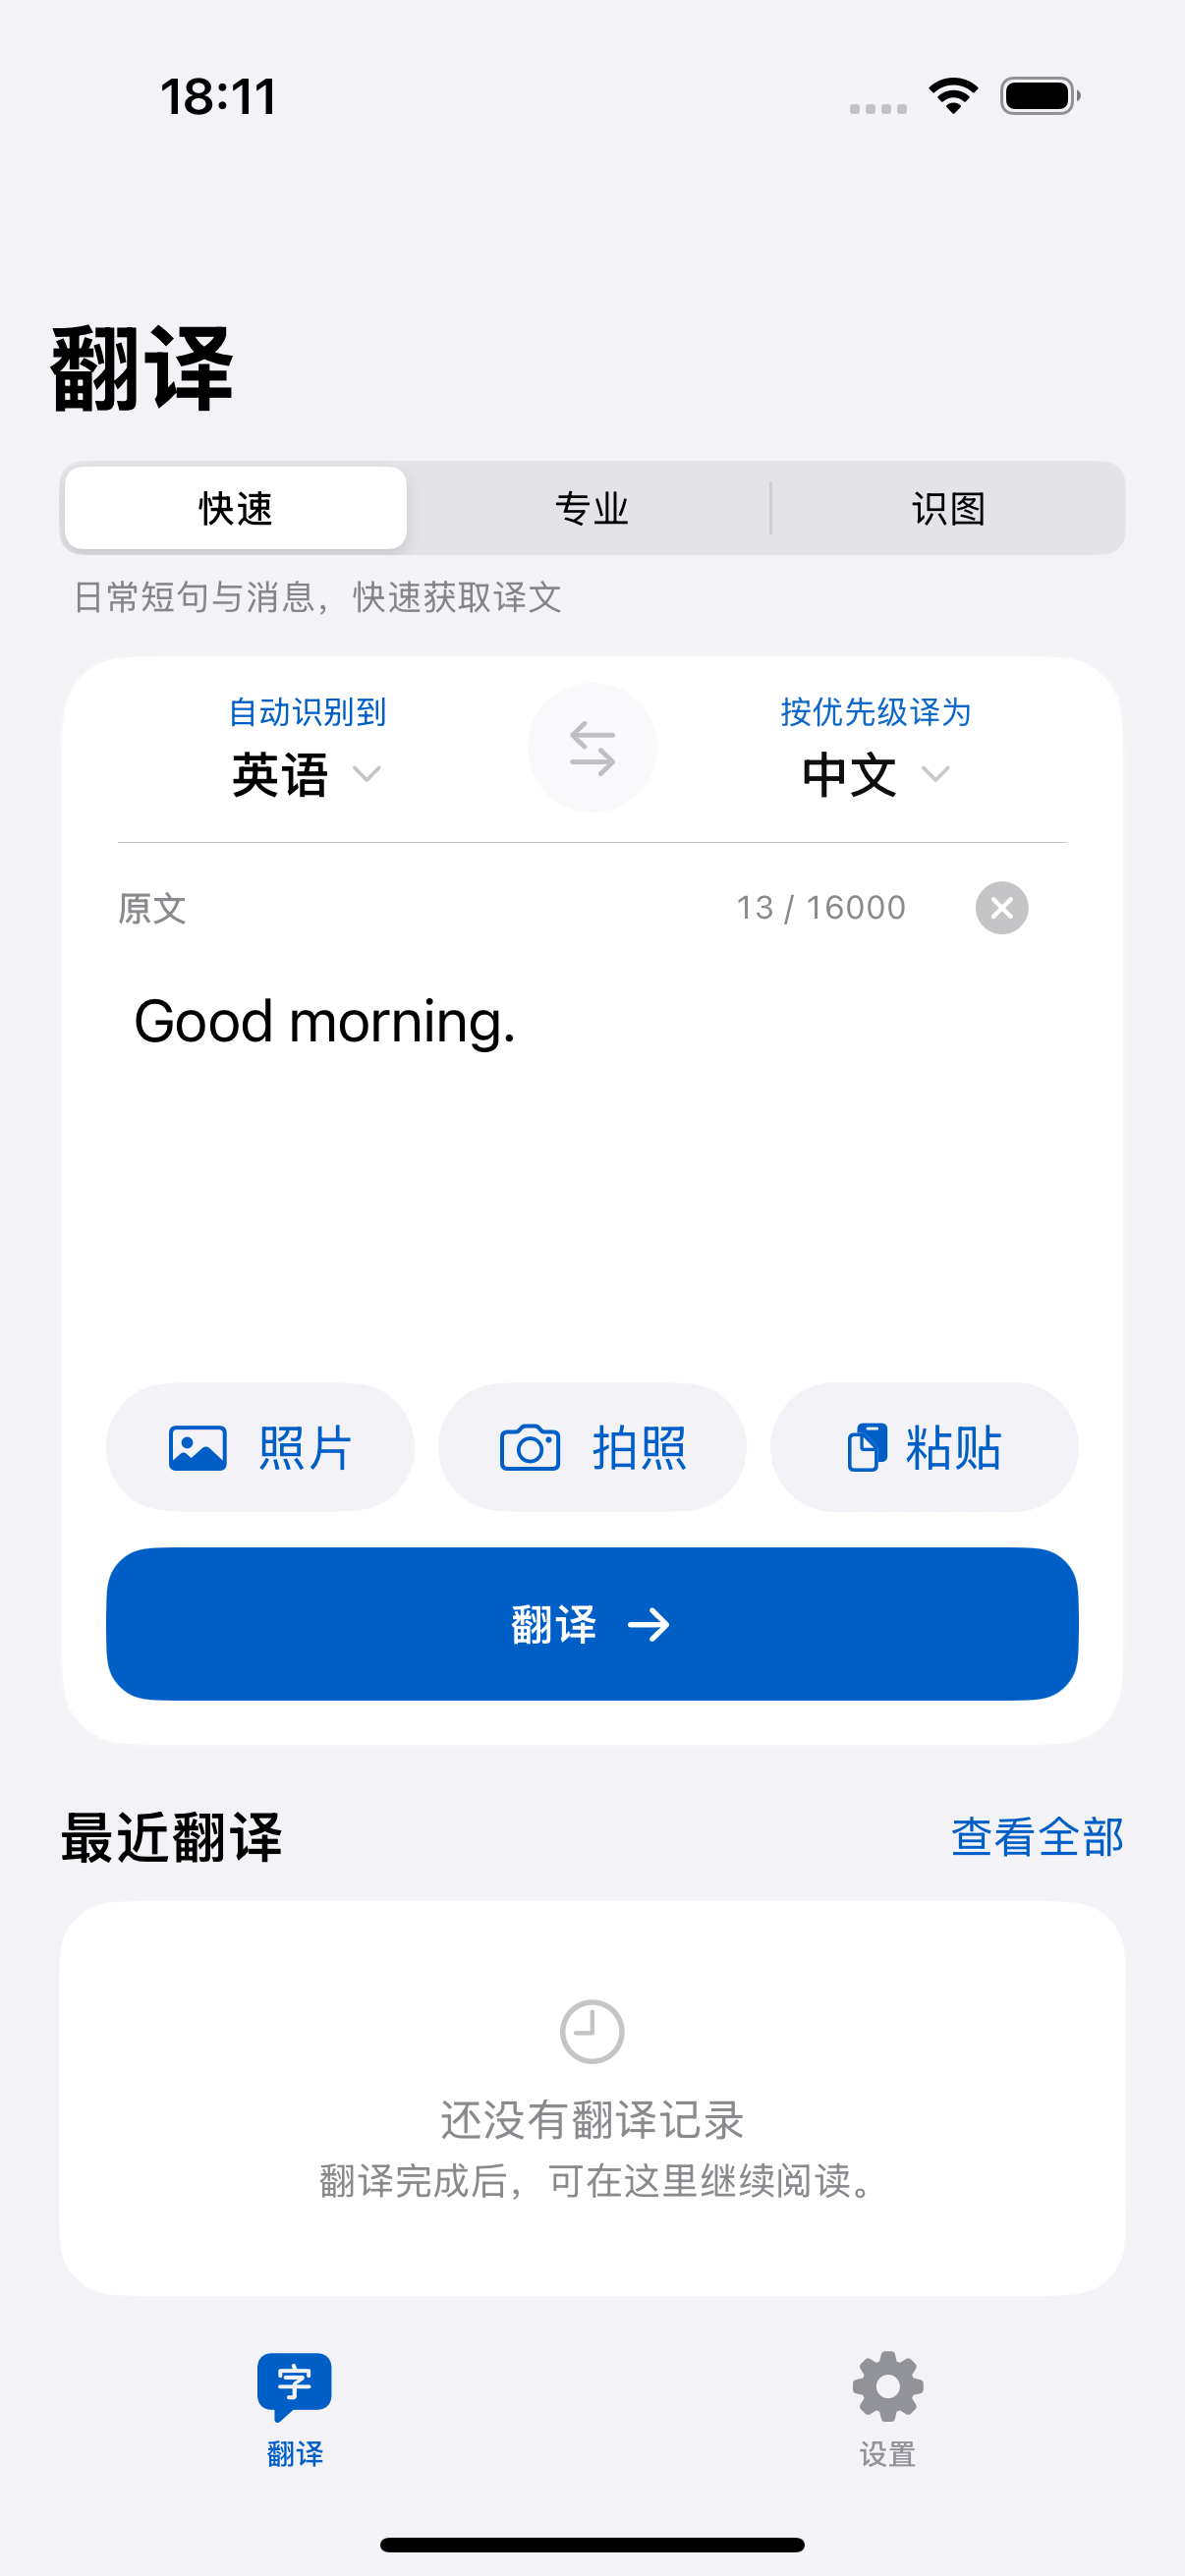 18:11
翻译
快速 专业 识图
日常短句与消息，快速获取译文
自动识别到 按优先级译为
英语 中文
原文 13 / 16000
Good morning.
照片 拍照 粘贴
翻译
最近翻译 查看全部
还没有翻译记录
翻译完成后，可在这里继续阅读。
字
翻译 设置